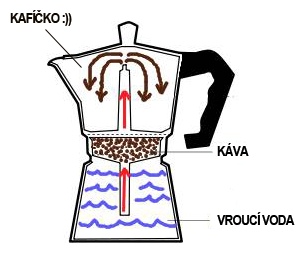 KAFÍČKO :))
KÁVA
VROUCÍ VODA